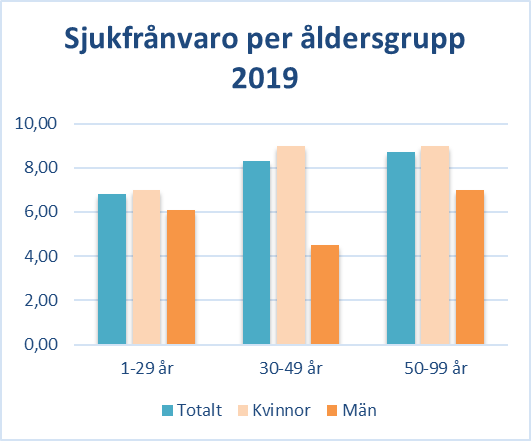 Sjukfrånvaro per åldersgrupp
2019
10,00
8,00
6,00
4,00
2,00
0,00
1-29 år 30-49 år 50-99 år
Totalt Kvinnor Män